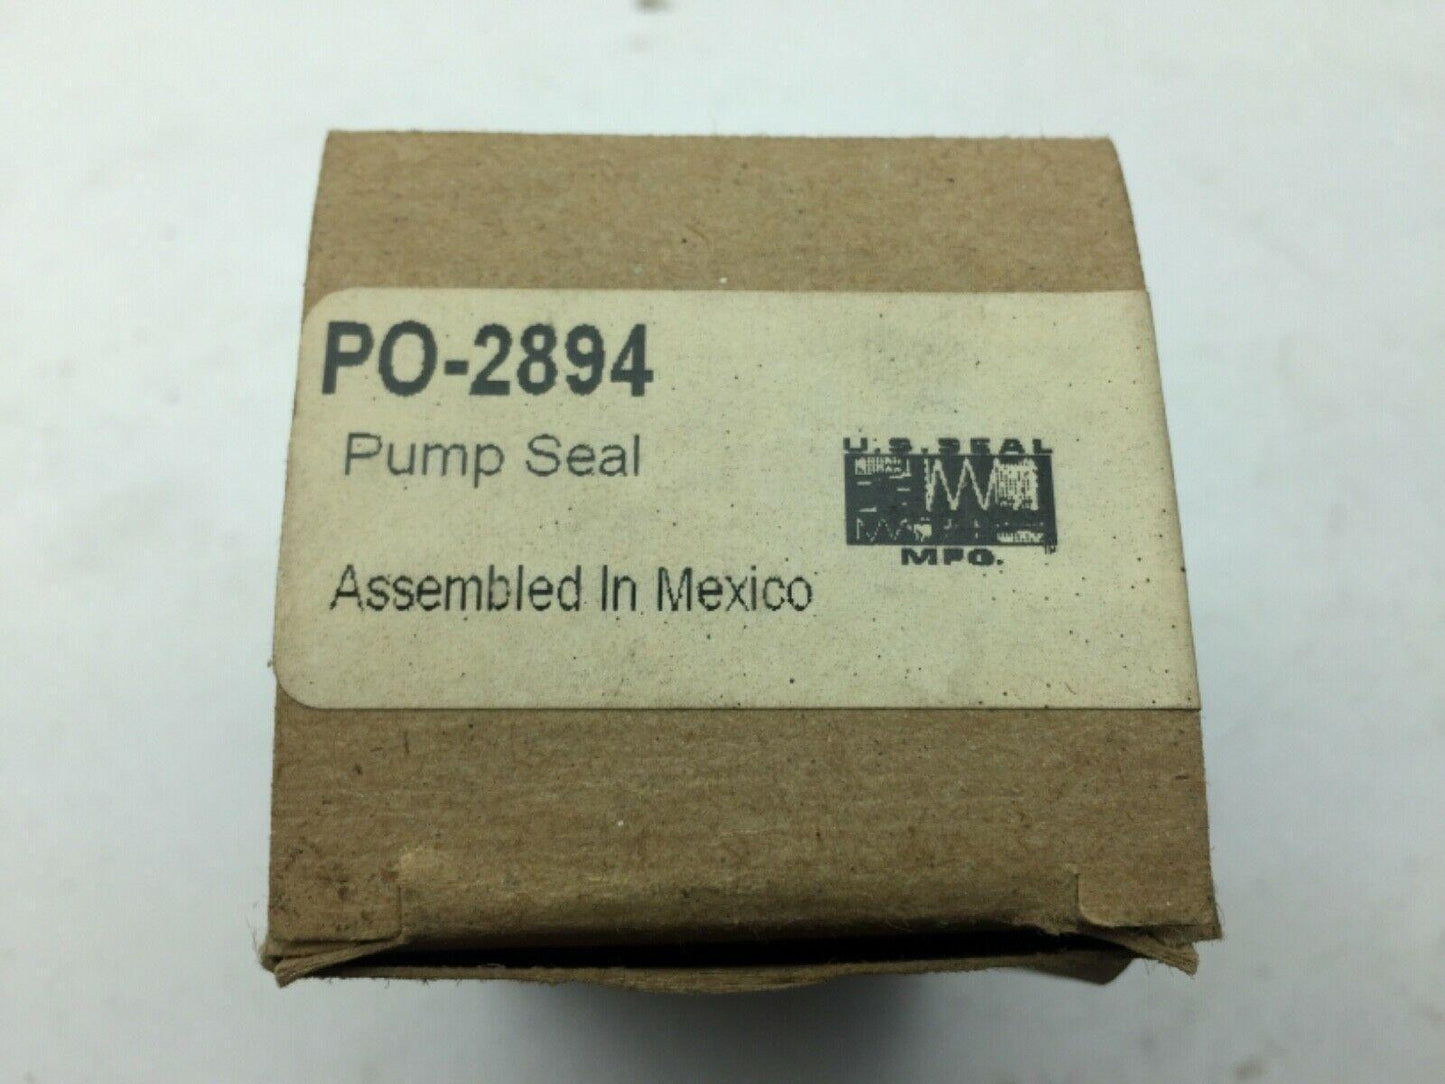 PO-2894
Pump Seal
U.S. SEAL
MFG.
Assembled In Mexico